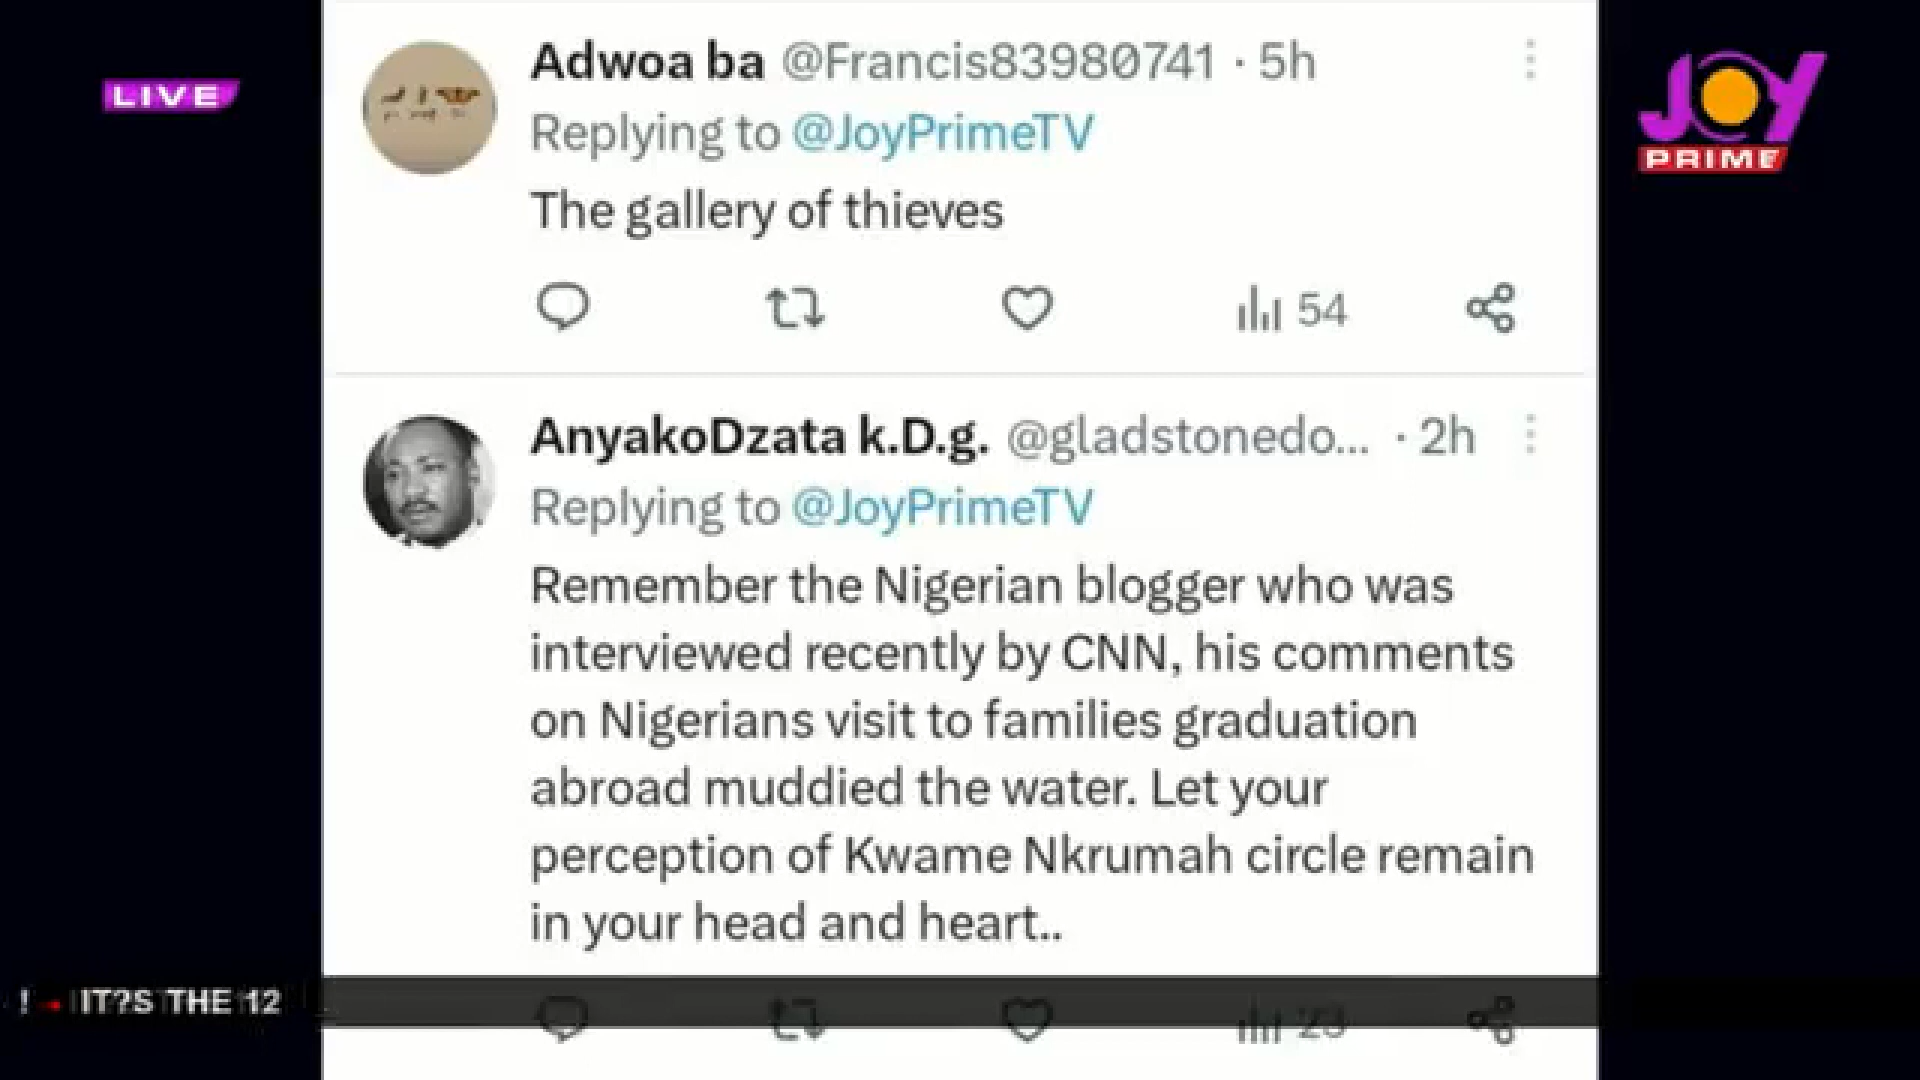 LIVE
JOY
PRIME
Adwoa ba @Francis83980741 · 5h
Replying to @JoyPrimeTV
The gallery of thieves
54
AnyakoDzata k.D.g. @gladstonedo... · 2h
Replying to @JoyPrimeTV
Remember the Nigerian blogger who was
interviewed recently by CNN, his comments
on Nigerians visit to families graduation
abroad muddied the water. Let your
perception of Kwame Nkrumah circle remain
in your head and heart..
! IT?S THE 12
23